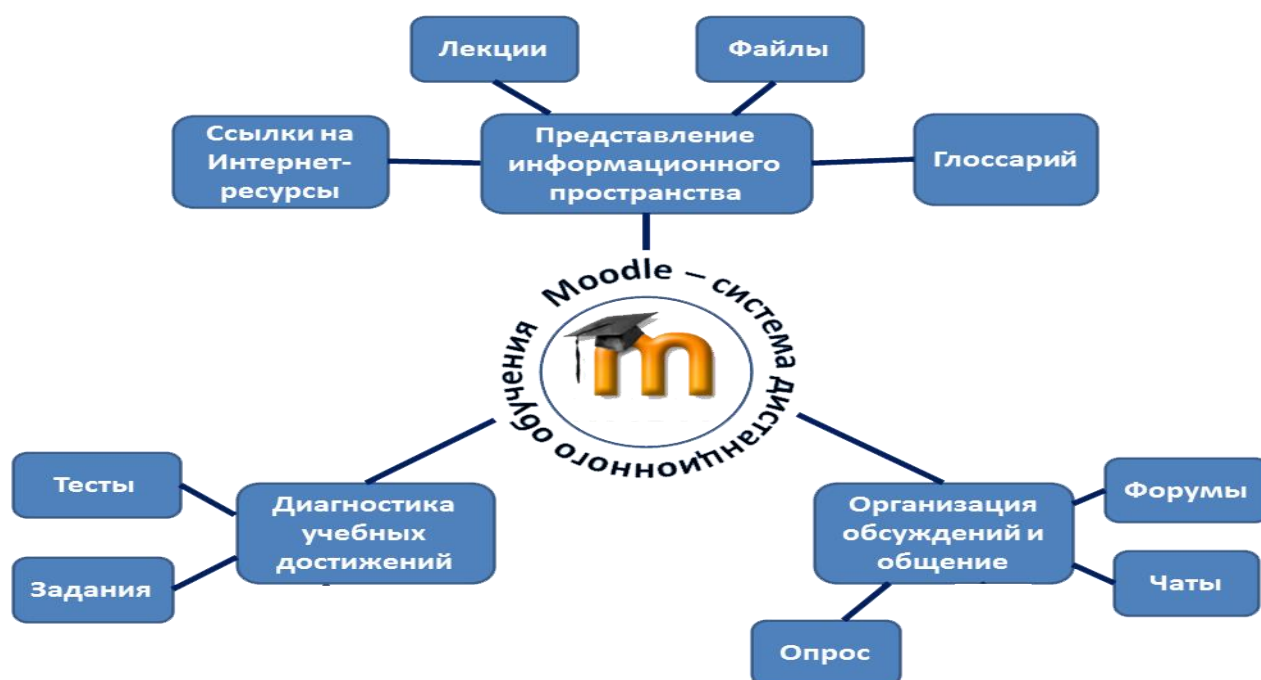 Лекции
Файлы
Ссылки на
Интернет-
ресурсы
Представление
информационного
пространства
Глоссарий
Moodle – система дистанционного обучения
m
Тесты
Диагностика
учебных
достижений
Задания
Организация
обсуждений и
общение
Форумы
Чаты
Опрос